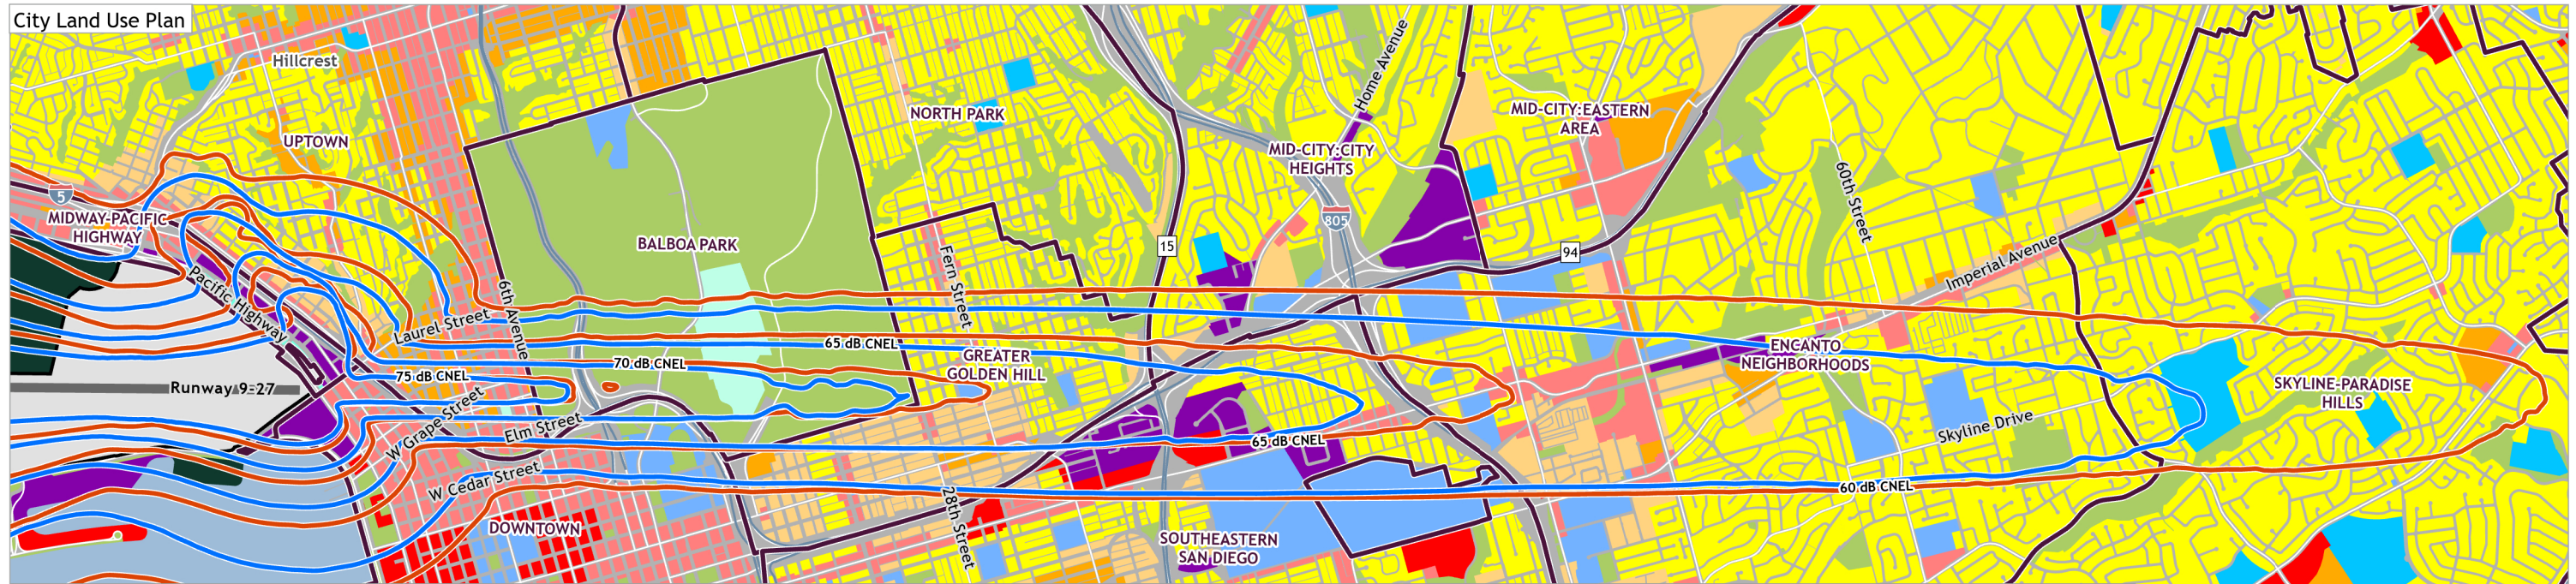 City Land Use Plan
Hillcrest
UPTOWN
5
MIDWAY-PACIFIC
HIGHWAY
BALBOA PARK
NORTH PARK
Home Avenue
MID-CITY:CITY
HEIGHTS
MID-CITY:EASTERN
AREA
805
15
94
60th Street
Imperial Avenue
Pacific Highway
Laurel Street
6th Avenue
Fern Street
65 dB CNEL
70 dB CNEL
75 dB CNEL
Runway 9-27
GREATER
GOLDEN HILL
ENCANTO
NEIGHBORHOODS
SKYLINE-PARADISE
HILLS
W Grape Street
Elm Street
65 dB CNEL
Skyline Drive
W Cedar Street
60 dB CNEL
28th Street
DOWNTOWN
SOUTHEASTERN
SAN DIEGO